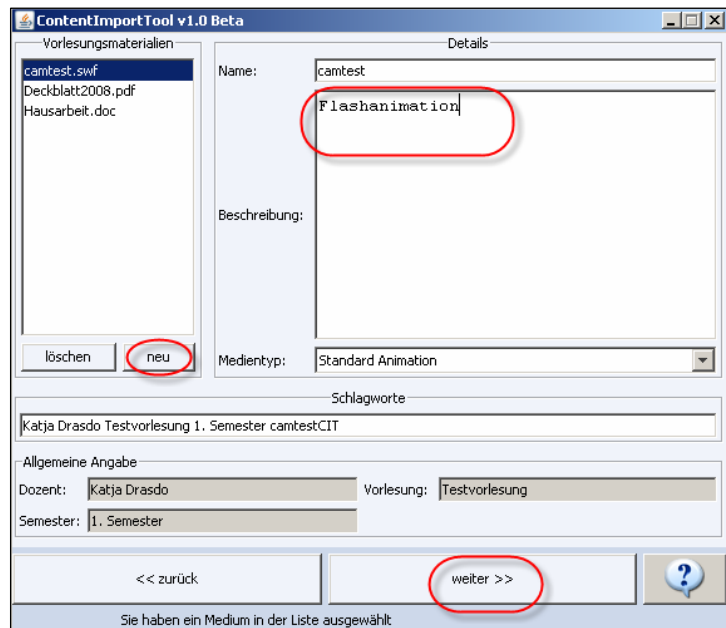 ContentImportTool v1.0 Beta
Vorlesungsmaterialien
camtest.swf
Deckblatt2008.pdf
Hausarbeit.doc
löschen
neu
Details
Name:
camtest
Beschreibung:
Flashanimation
Medientyp:
Standard Animation
Schlagworte
Katja Drasdo Testvorlesung 1. Semester camtestCIT
Allgemeine Angabe
Dozent: Katja Drasdo Vorlesung: Testvorlesung
Semester: 1. Semester
<< zurück
weiter >>
?
Sie haben ein Medium in der Liste ausgewählt